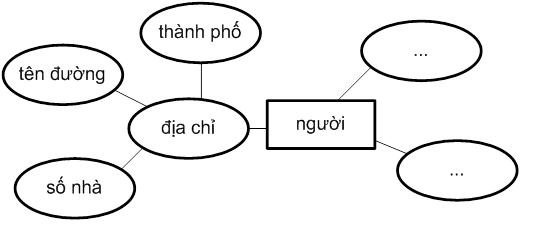 thành phố
...
tên đường
địa chỉ
người
số nhà
...